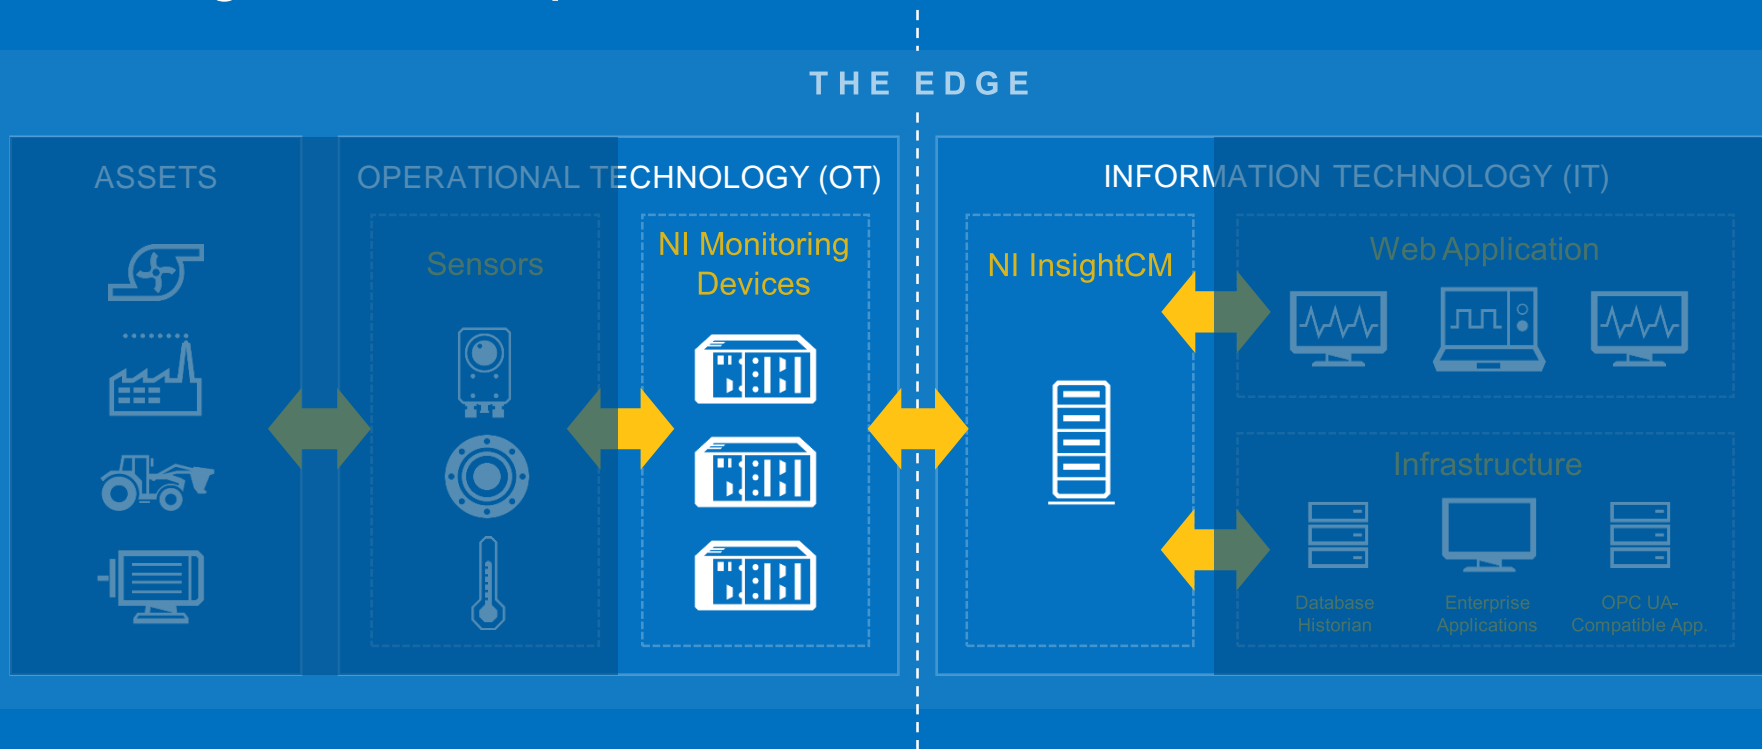 THE EDGE
ASSETS
OPERATIONAL TECHNOLOGY (OT)
INFORMATION TECHNOLOGY (IT)
Sensors
NI Monitoring
Devices
NI InsightCM
Web Application
Infrastructure
Database
Historian
Enterprise
Applications
OPC UA-
Compatible App.